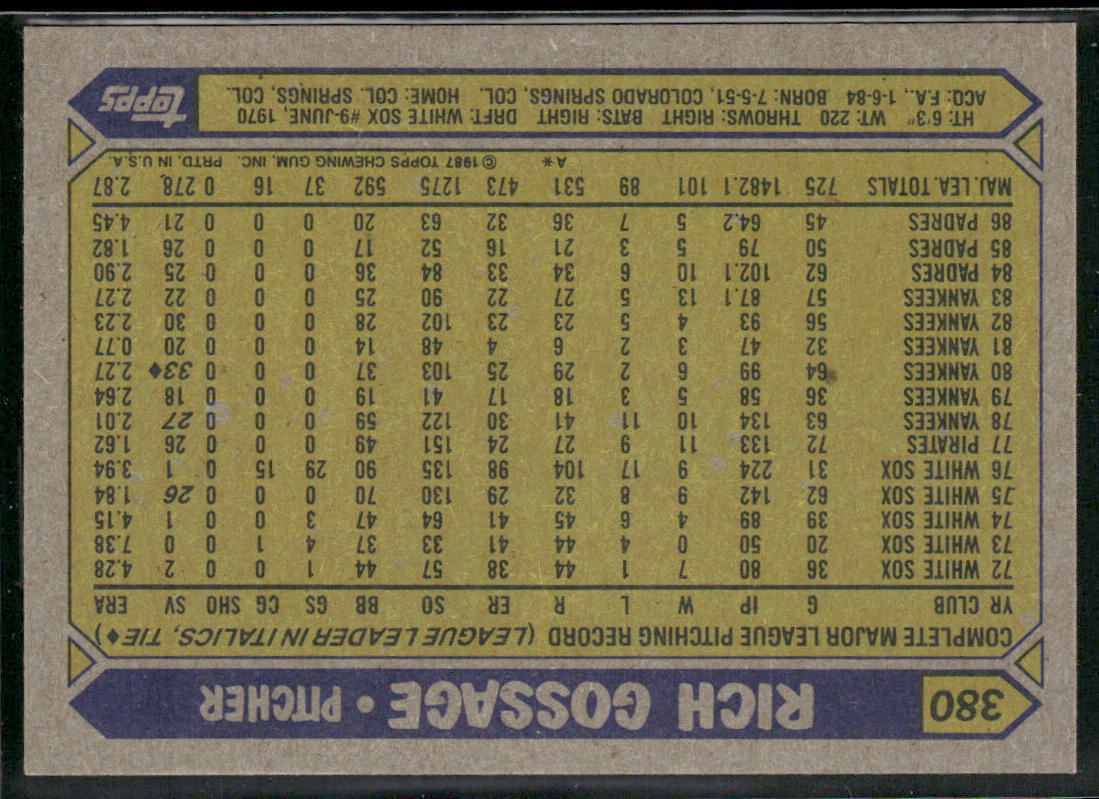 380 RICH GOSSAGE • PITCHER
COMPLETE MAJOR LEAGUE PITCHING RECORD (LEAGUE LEADER IN ITALICS, TIE ♦)
YR CLUB G IP W L R ER SO BB GS CG SHO SV ERA
72 WHITE SOX 36 80 7 1 44 38 57 44 1 0 0 2 4.28
73 WHITE SOX 20 50 0 4 44 41 33 37 4 1 0 0 7.38
74 WHITE SOX 39 89 4 6 45 41 64 47 3 0 0 1 4.15
75 WHITE SOX 62 142 9 8 32 29 130 70 0 0 0 26 1.84
76 WHITE SOX 31 224 9 17 104 98 135 90 29 15 0 1 3.94
77 PIRATES 72 133 11 9 27 24 151 49 0 0 0 26 1.62
78 YANKEES 63 134 10 11 41 30 122 59 0 0 0 27 2.01
79 YANKEES 36 58 5 3 18 17 41 19 0 0 0 18 2.64
80 YANKEES 64 99 6 2 29 25 103 37 0 0 0 33♦ 2.27
81 YANKEES 32 47 3 2 6 4 48 14 0 0 0 20 0.77
82 YANKEES 56 93 4 5 23 23 102 28 0 0 0 30 2.23
83 YANKEES 57 87.1 13 5 27 22 90 25 0 0 0 22 2.27
84 PADRES 62 102.1 10 6 34 33 84 36 0 0 0 25 2.90
85 PADRES 50 79 5 3 21 16 52 17 0 0 0 26 1.82
86 PADRES 45 64.2 5 7 36 32 63 20 0 0 0 21 4.45
MAJ. LEA. TOTALS 725 1482.1 101 89 531 473 1275 592 37 16 0 278 2.87
A* © 1987 TOPPS CHEWING GUM, INC. PRTD. IN U.S.A.
HT: 6'3" WT: 220 THROWS: RIGHT BATS: RIGHT DRFT: WHITE SOX #9-JUNE, 1970
ACQ: F.A., 1-6-84 BORN: 7-5-51, COLORADO SPRINGS, COL. HOME: COL. SPRINGS, COL.
topps